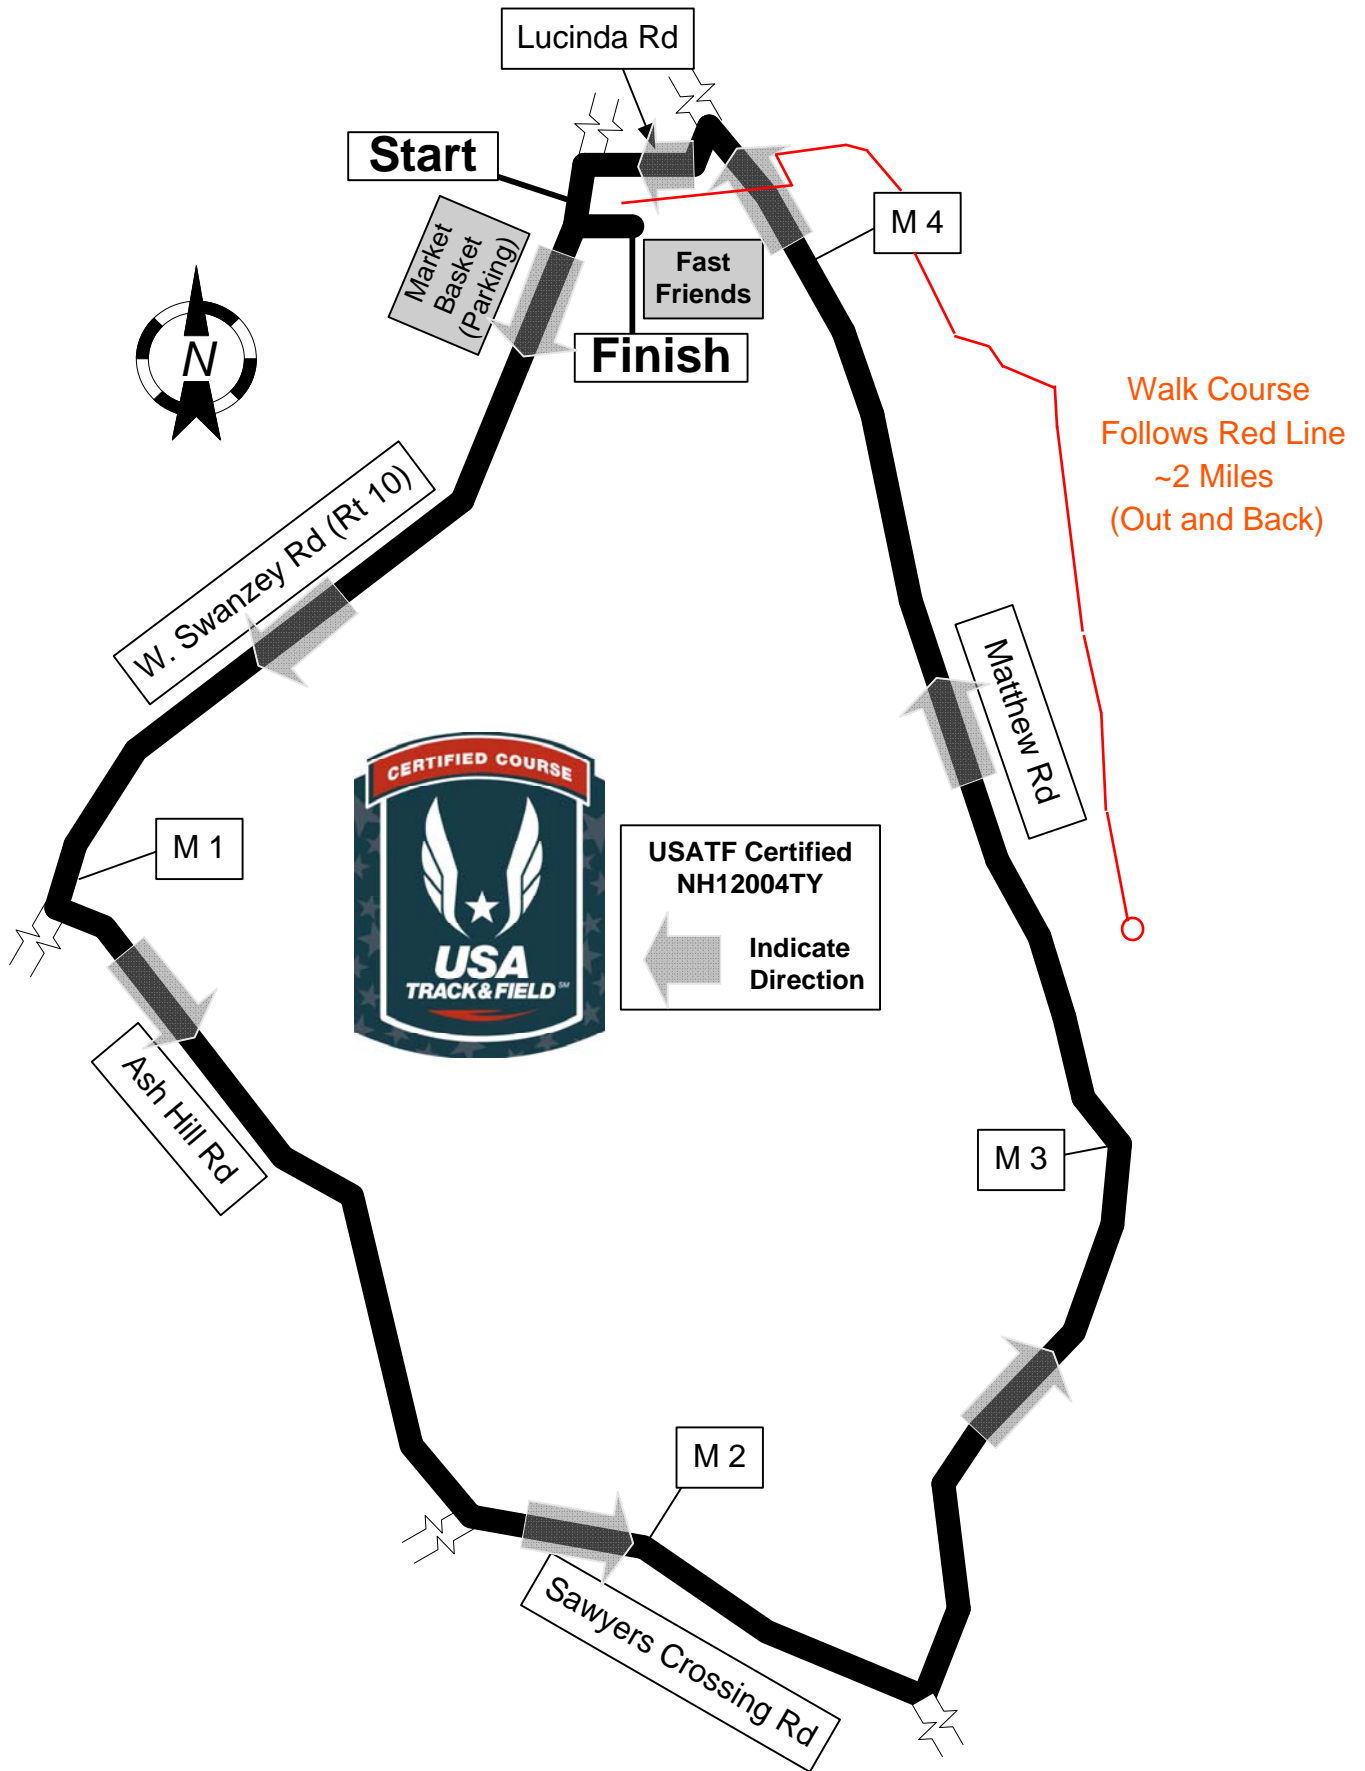 Lucinda Rd
Start
M 4
Market
Basket
(Parking)
Fast
Friends
Finish
N
Walk Course
Follows Red Line
~2 Miles
(Out and Back)
W. Swanzey Rd (Rt 10)
Matthew Rd
CERTIFIED COURSE
USA
TRACK&FIELD SM
M 1
USATF Certified
NH12004TY
Indicate
Direction
Ash Hill Rd
M 3
M 2
Sawyers Crossing Rd